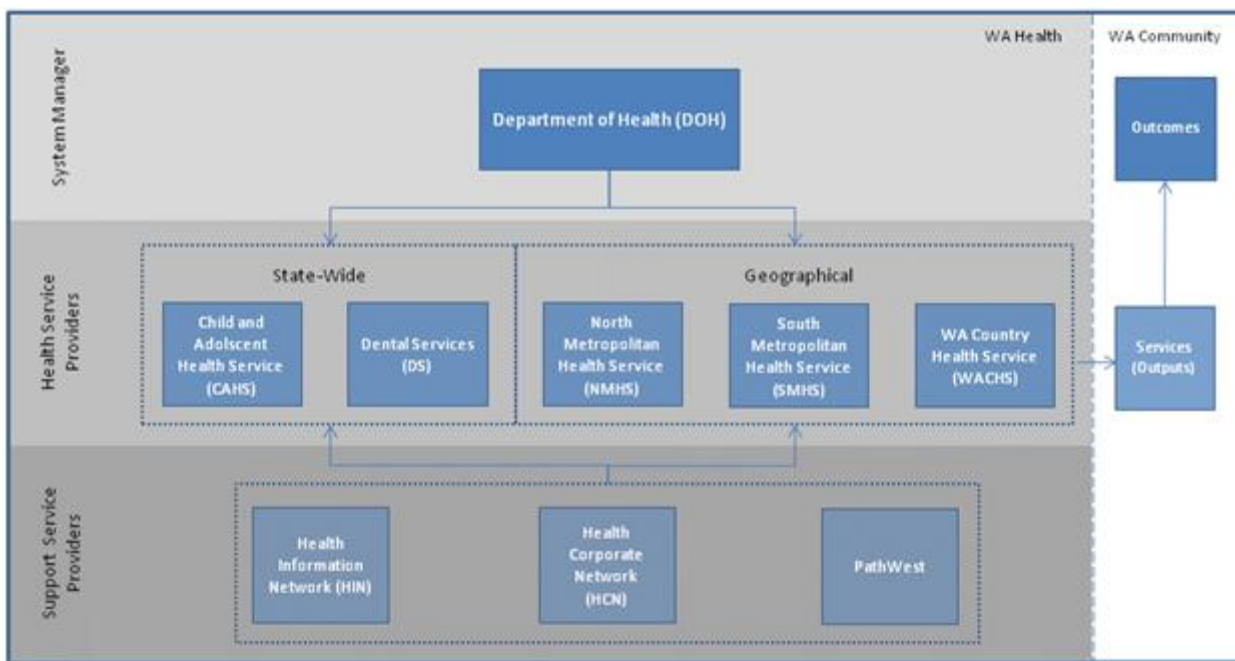 WA Health
WA Community
System Manager
Department of Health (DOH)
Outcomes
Health Service
Providers
State-Wide
Geographical
Child and
Adolscent
Health Service
(CAHS)
Dental Services
(DS)
North
Metropolitan
Health Service
(NMHS)
South
Metropolitan
Health Service
(SMHS)
WA Country
Health Service
(WACHS)
Services
(Outputs)
Support Service
Providers
Health
Information
Network (HIN)
Health
Corporate
Network
(HCN)
PathWest